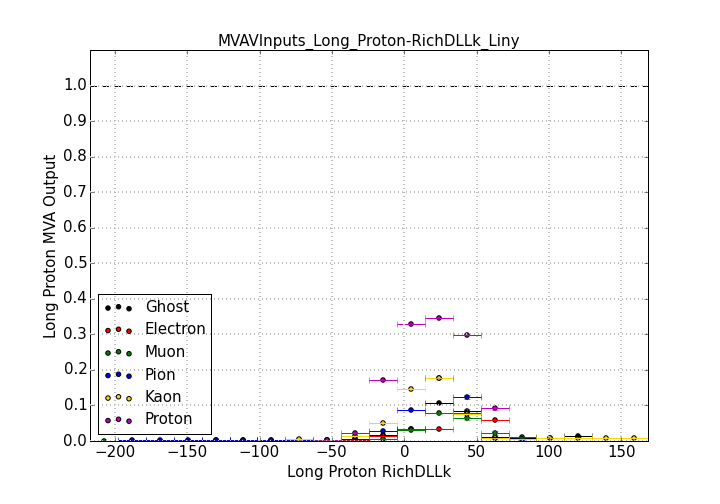 MVAVInputs_Long_Proton-RichDLLk_Liny
Long Proton MVA Output
1.0
0.9
0.8
0.7
0.6
0.5
0.4
0.3
0.2
0.1
0.0
Ghost
Electron
Muon
Pion
Kaon
Proton
−200 −150 −100 −50 0 50 100 150
Long Proton RichDLLk